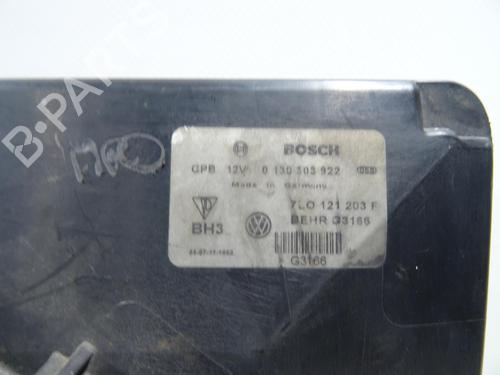 B-PARTS
BOSCH
GPB 12V 0 130 303 922
Made in Germany
7L0 121 203 F
BEHR G3166
BH3
G3166